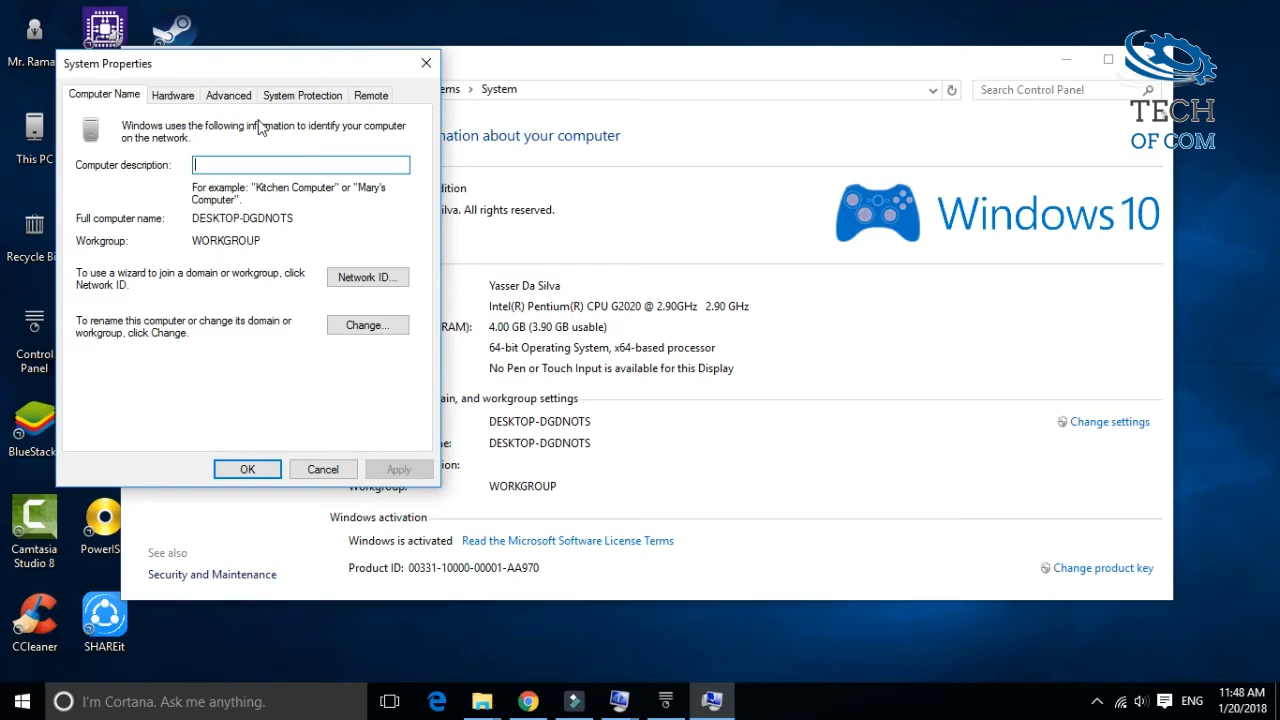 Mr. Rama
This PC
Recycle Bi
Control
Panel
BlueStack
Camtasia
Studio 8
PowerIS
CCleaner
SHAREit
System Properties
Computer Name
Hardware
Advanced
System Protection
Remote
Windows uses the following information to identify your computer
on the network.
Computer description:
For example: "Kitchen Computer" or "Mary's
Computer".
Full computer name:
DESKTOP-DGDNOTS
Workgroup:
WORKGROUP
To use a wizard to join a domain or workgroup, click
Network ID.
Network ID...
To rename this computer or change its domain or
workgroup, click Change.
Change...
OK
Cancel
Apply
ems > System
Search Control Panel
TECH
OF COM
mation about your computer
dition
ilva. All rights reserved.
Windows 10
Yasser Da Silva
Intel(R) Pentium(R) CPU G2020 @ 2.90GHz 2.90 GHz
RAM):
4.00 GB (3.90 GB usable)
64-bit Operating System, x64-based processor
No Pen or Touch Input is available for this Display
ain, and workgroup settings
DESKTOP-DGDNOTS
Change settings
ne:
DESKTOP-DGDNOTS
tion:
Workgroup:
WORKGROUP
Windows activation
Windows is activated Read the Microsoft Software License Terms
Product ID: 00331-10000-00001-AA970
Change product key
See also
Security and Maintenance
I'm Cortana. Ask me anything.
ENG
11:48 AM
1/20/2018